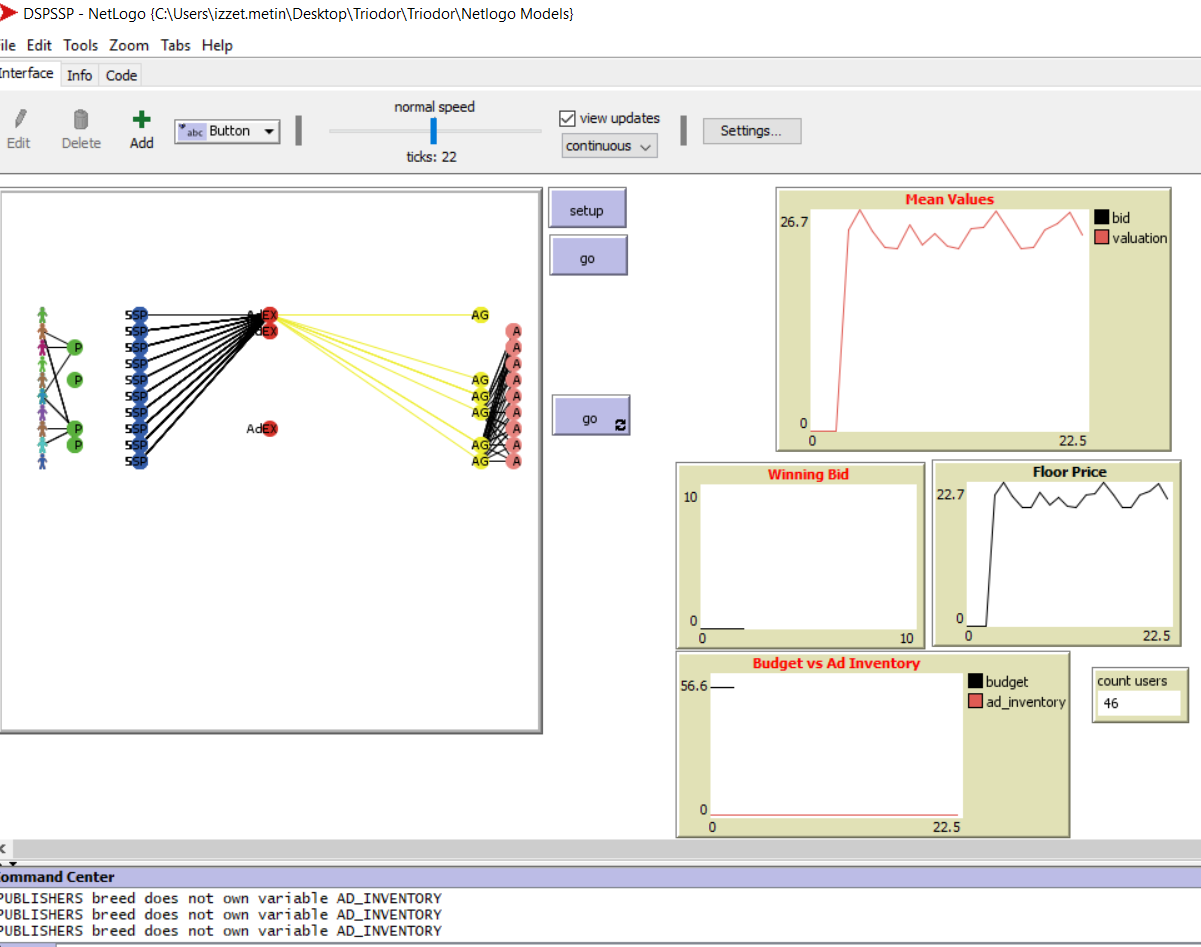 DSPSSP - NetLogo {C:\Users\izzet.metin\Desktop\Triodor\Triodor\Netlogo Models}
ile Edit Tools Zoom Tabs Help
Interface Info Code
Edit
Delete
Add
abc Button
normal speed
ticks: 22
view updates
continuous
Settings...
setup
go
go
SSP
SSP
SSP
SSP
SSP
SSP
SSP
SSP
SSP
SSP
P
P
P
P
AdEX
AdEX
AdEX
AG
AG
AG
AG
AG
AG
A
A
A
A
A
A
A
A
A
Mean Values
26.7
0
0
22.5
bid
valuation
Winning Bid
10
0
0
10
Floor Price
22.7
0
0
22.5
Budget vs Ad Inventory
56.6
0
0
22.5
budget
ad_inventory
count users
46
ommand Center
PUBLISHERS breed does not own variable AD_INVENTORY
PUBLISHERS breed does not own variable AD_INVENTORY
PUBLISHERS breed does not own variable AD_INVENTORY